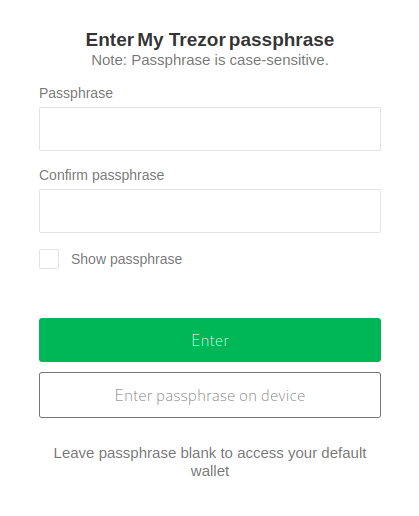 Enter My Trezor passphrase
Note: Passphrase is case-sensitive.
Passphrase
Confirm passphrase
Show passphrase
Enter
Enter passphrase on device
Leave passphrase blank to access your default
wallet